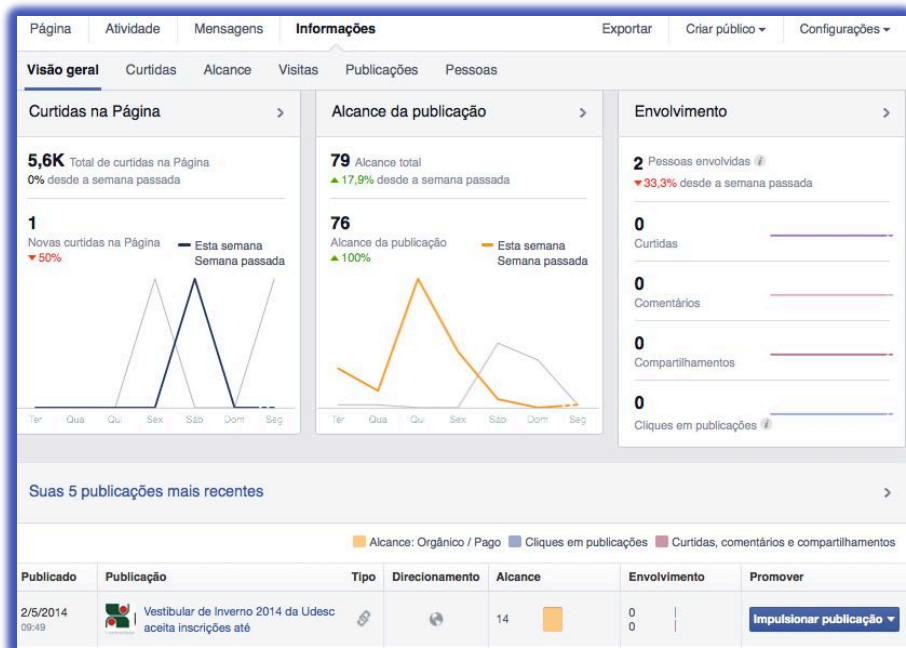 Página Atividade Mensagens Informações Exportar Criar público Configurações
Visão geral Curtidas Alcance Visitas Publicações Pessoas
Curtidas na Página
5,6K Total de curtidas na Página
0% desde a semana passada
1
Novas curtidas na Página
50%
Esta semana
Semana passada
Ter Qua Qui Sex Sáb Dom Seg
Alcance da publicação
79 Alcance total
17,9% desde a semana passada
76
Alcance da publicação
100%
Esta semana
Semana passada
Ter Qua Qui Sex Sáb Dom Seg
Envolvimento
2 Pessoas envolvidas
33,3% desde a semana passada
0
Curtidas
0
Comentários
0
Compartilhamentos
0
Cliques em publicações
Suas 5 publicações mais recentes
Alcance: Orgânico / Pago Cliques em publicações Curtidas, comentários e compartilhamentos
Publicado Publicação Tipo Direcionamento Alcance Envolvimento Promover
2/5/2014
09:49
Vestibular de Inverno 2014 da Udesc
aceita inscrições até
14
0
0
Impulsionar publicação